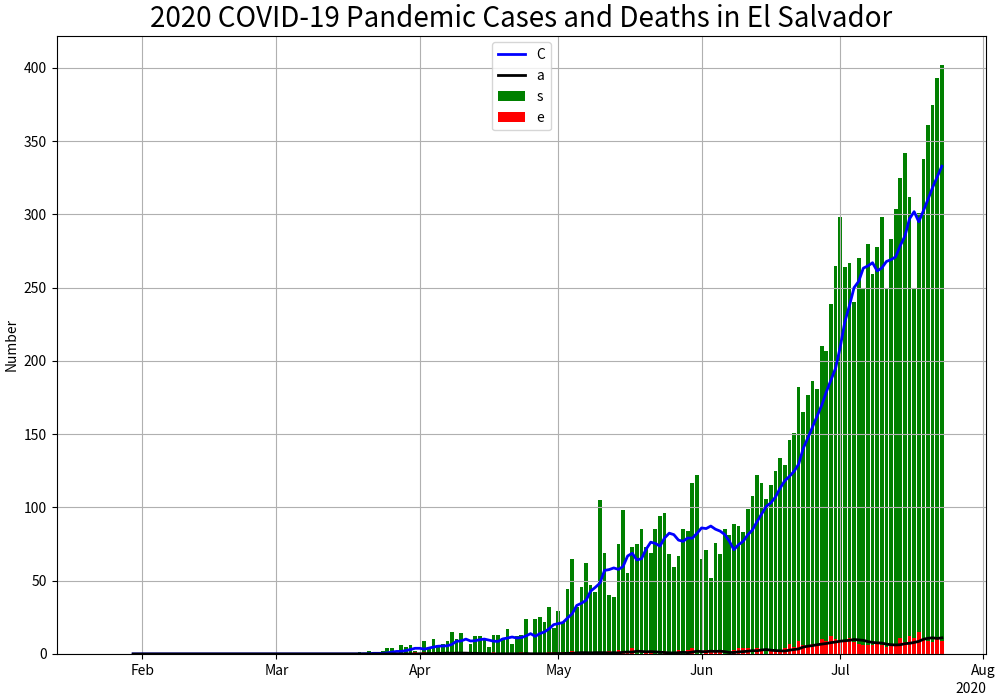 2020 COVID-19 Pandemic Cases and Deaths in El Salvador
C
a
s
e
Number
400
350
300
250
200
150
100
50
0
Feb Mar Apr May Jun Jul Aug
2020